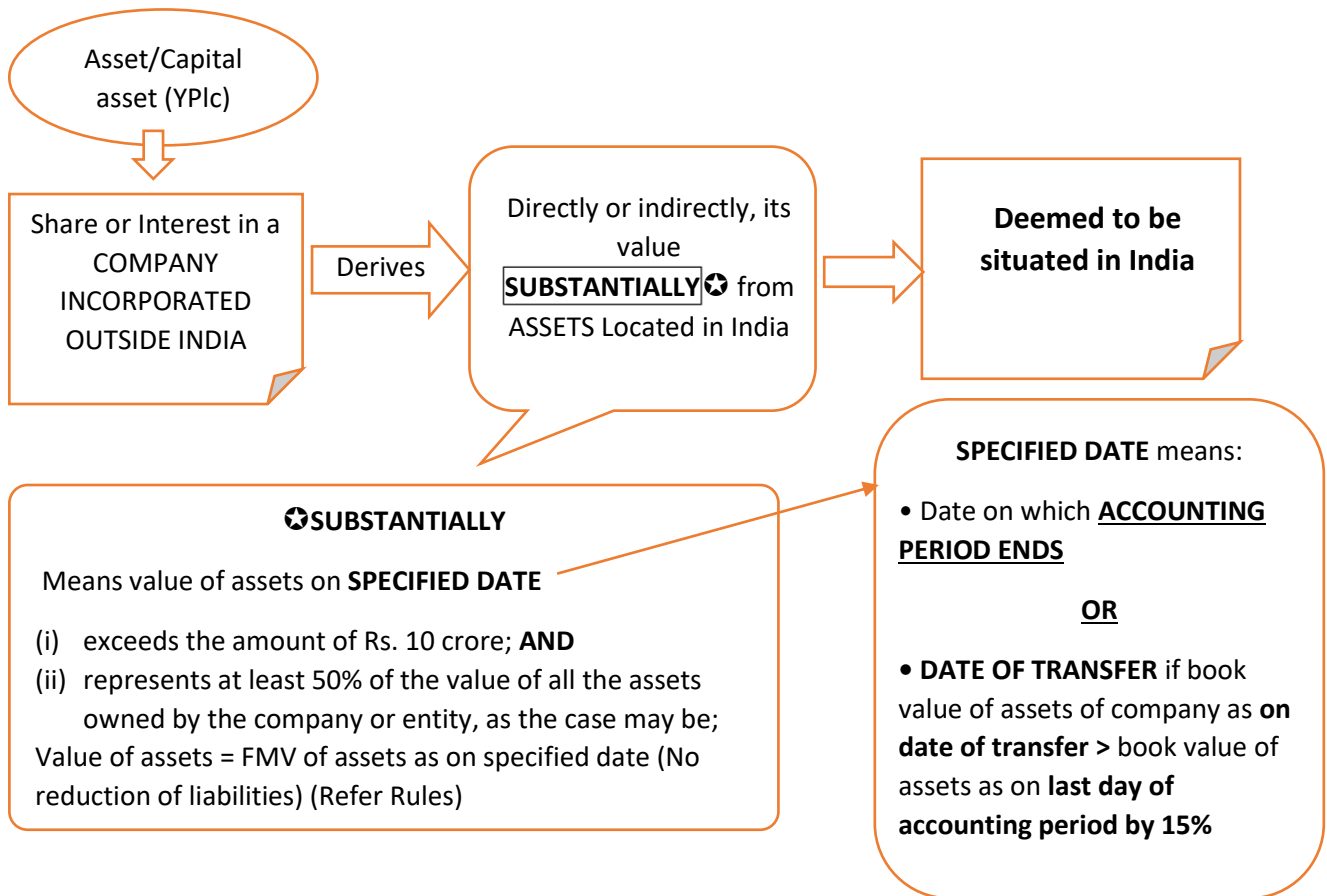 Asset/Capital
asset (YPlc)
Share or Interest in a
COMPANY
INCORPORATED
OUTSIDE INDIA
Derives
Directly or indirectly, its
value
SUBSTANTIALLY✪ from
ASSETS Located in India
Deemed to be
situated in India
✪SUBSTANTIALLY
Means value of assets on SPECIFIED DATE
(i) exceeds the amount of Rs. 10 crore; AND
(ii) represents at least 50% of the value of all the assets
owned by the company or entity, as the case may be;
Value of assets = FMV of assets as on specified date (No
reduction of liabilities) (Refer Rules)
SPECIFIED DATE means:
• Date on which ACCOUNTING
PERIOD ENDS
OR
• DATE OF TRANSFER if book
value of assets of company as on
date of transfer > book value of
assets as on last day of
accounting period by 15%